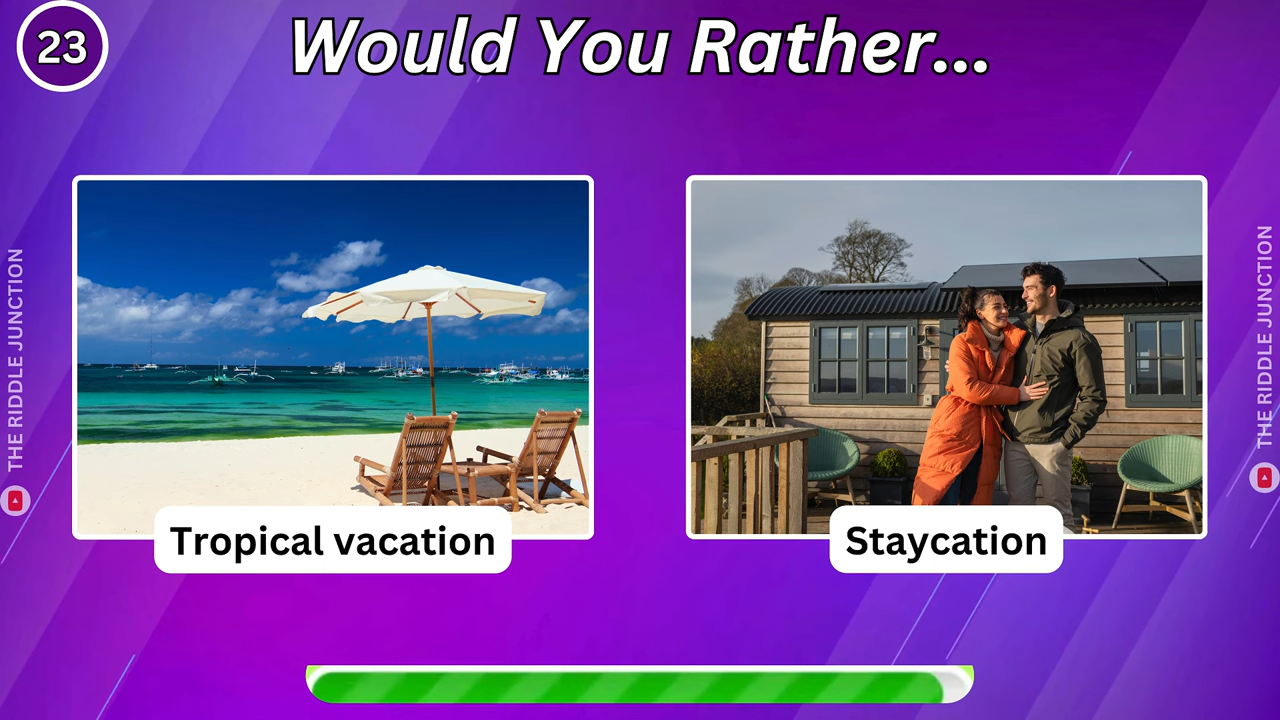 23
Would You Rather...
THE RIDDLE JUNCTION
Tropical vacation
Staycation
THE RIDDLE JUNCTION